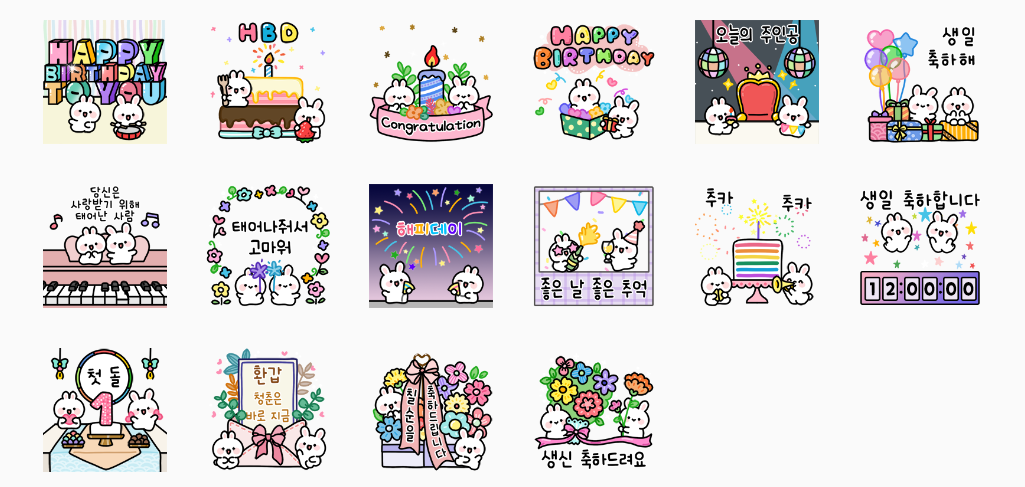 HAPPY
BIRTHDAY
TO YOU
HBD
Congratulation
HAPPY
BIRTHDAY
오늘의 주인공
생일
축하해
당신은
사랑받기 위해
태어난 사람
태어나줘서
고마워
해피데이
좋은 날 좋은 추억
추카
추카
생일 축하합니다
12:00:00
첫 돌
1
환갑
청춘은
바로 지금
칠순을
축하드립니다
생신 축하드려요